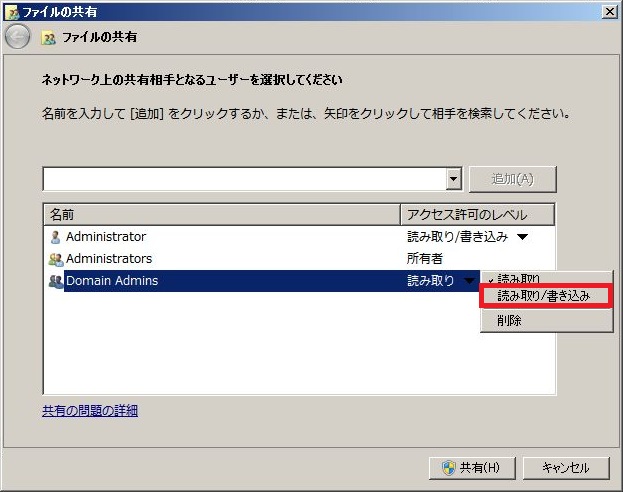 ファイルの共有
ファイルの共有
ネットワーク上の共有相手となるユーザーを選択してください
名前を入力して [追加] をクリックするか、または、矢印をクリックして相手を検索してください。
追加(A)
名前 アクセス許可のレベル
Administrator 読み取り/書き込み
Administrators 所有者
Domain Admins 読み取り
読み取り
読み取り/書き込み
削除
共有の問題の詳細
共有(H) キャンセル